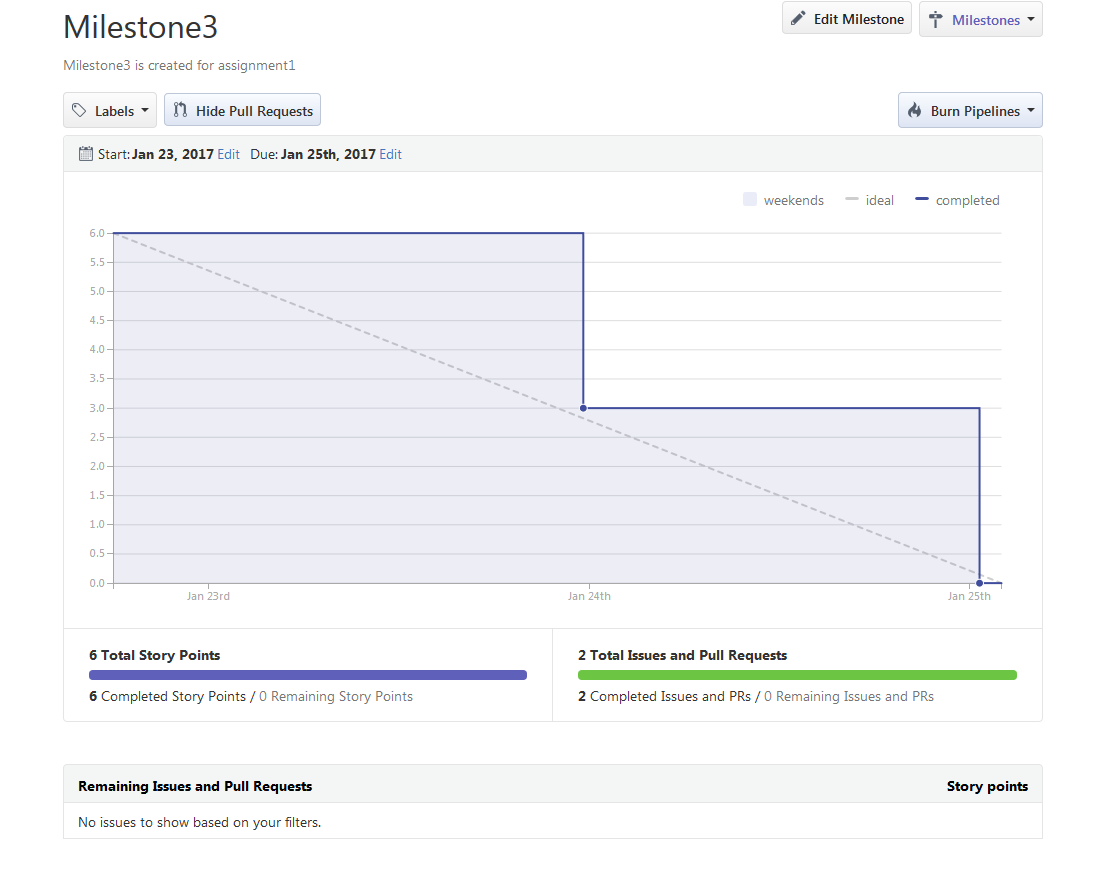 Milestone3
Edit Milestone
Milestones
Milestone3 is created for assignment1
Labels
Hide Pull Requests
Burn Pipelines
Start: Jan 23, 2017 Edit Due: Jan 25th, 2017 Edit
weekends ideal completed
6.0
5.5
5.0
4.5
4.0
3.5
3.0
2.5
2.0
1.5
1.0
0.5
0.0
Jan 23rd Jan 24th Jan 25th
6 Total Story Points
6 Completed Story Points / 0 Remaining Story Points
2 Total Issues and Pull Requests
2 Completed Issues and PRs / 0 Remaining Issues and PRs
Remaining Issues and Pull Requests Story points
No issues to show based on your filters.